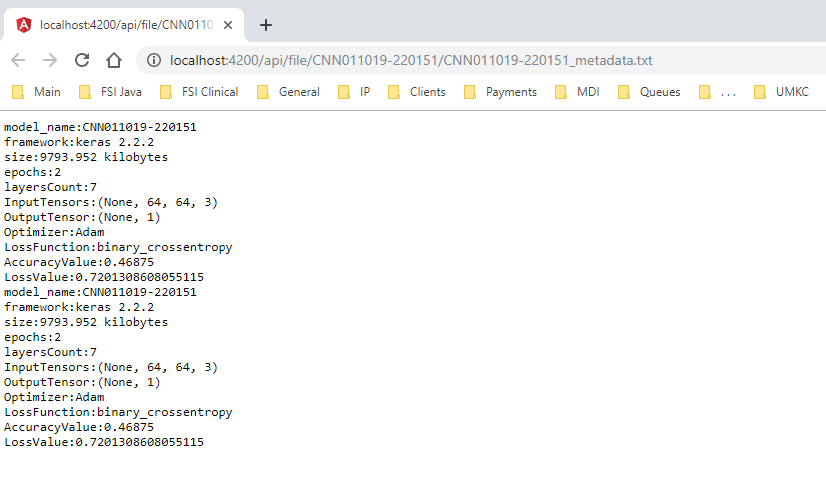 localhost:4200/api/file/CNN0110
localhost:4200/api/file/CNN011019-220151/CNN011019-220151_metadata.txt
Main FSI Java FSI Clinical General IP Clients Payments MDI Queues ... UMKC
model_name:CNN011019-220151
framework:keras 2.2.2
size:9793.952 kilobytes
epochs:2
layersCount:7
InputTensors:(None, 64, 64, 3)
OutputTensor:(None, 1)
Optimizer:Adam
LossFunction:binary_crossentropy
AccuracyValue:0.46875
LossValue:0.7201308608055115
model_name:CNN011019-220151
framework:keras 2.2.2
size:9793.952 kilobytes
epochs:2
layersCount:7
InputTensors:(None, 64, 64, 3)
OutputTensor:(None, 1)
Optimizer:Adam
LossFunction:binary_crossentropy
AccuracyValue:0.46875
LossValue:0.7201308608055115